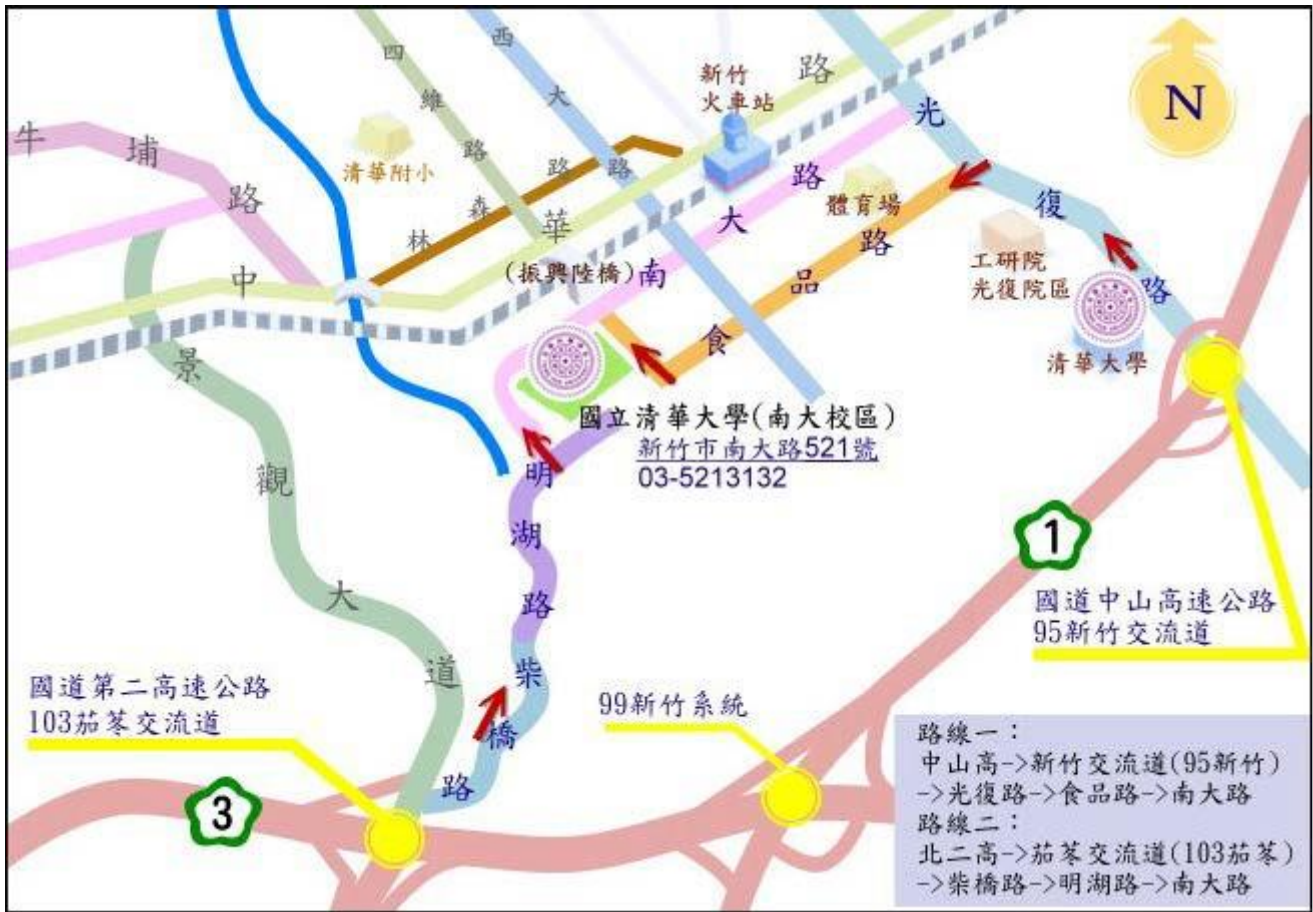 牛埔路
四維路
西大路
新竹
火車站
中華路
N
清華附小
林森路
(振興陸橋)
南大路
體育場
食品路
光復路
工研院
光復院區
清華大學
國立清華大學(南大校區)
新竹市南大路521號
03-5213132
景觀大道
明湖路
柴橋路
1
國道中山高速公路
95新竹交流道
國道第二高速公路
103茄苳交流道
3
99新竹系統
路線一：
中山高->新竹交流道(95新竹)
->光復路->食品路->南大路
路線二：
北二高->茄苳交流道(103茄苳)
->柴橋路->明湖路->南大路